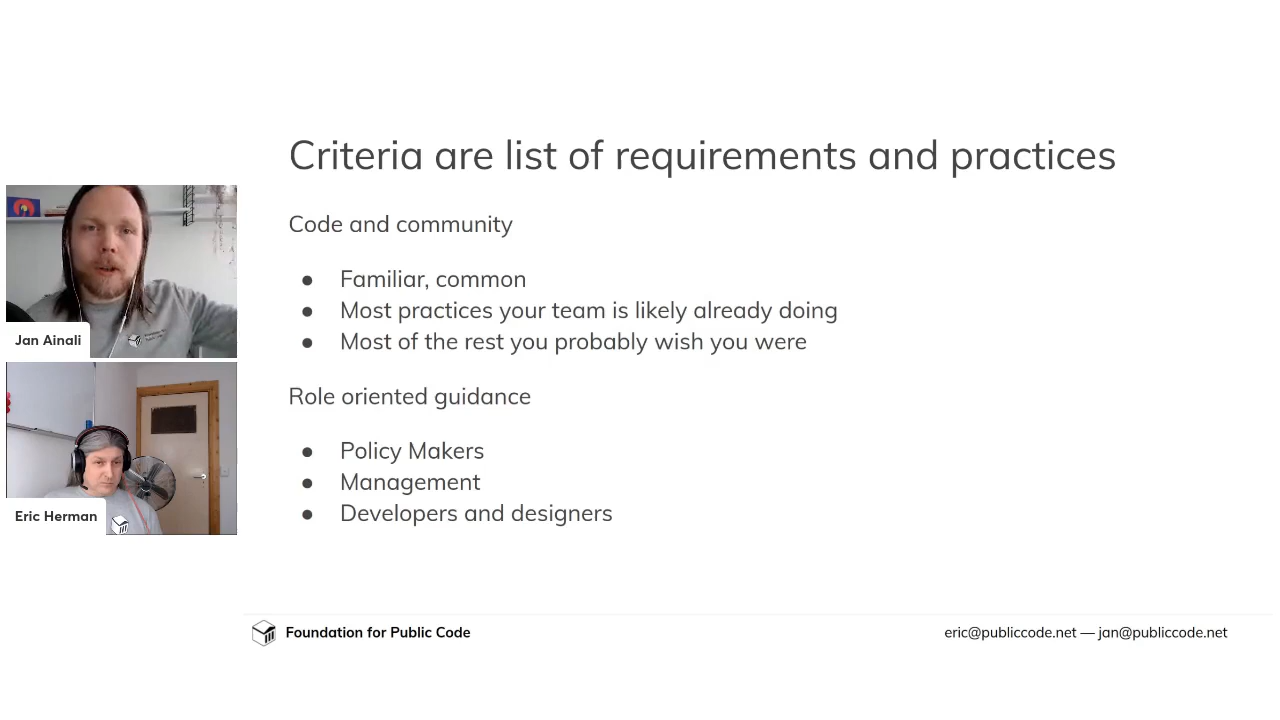 Criteria are list of requirements and practices
Code and community
● Familiar, common
● Most practices your team is likely already doing
● Most of the rest you probably wish you were
Role oriented guidance
● Policy Makers
● Management
● Developers and designers
Jan Ainali
Eric Herman
Foundation for Public Code
eric@publiccode.net — jan@publiccode.net